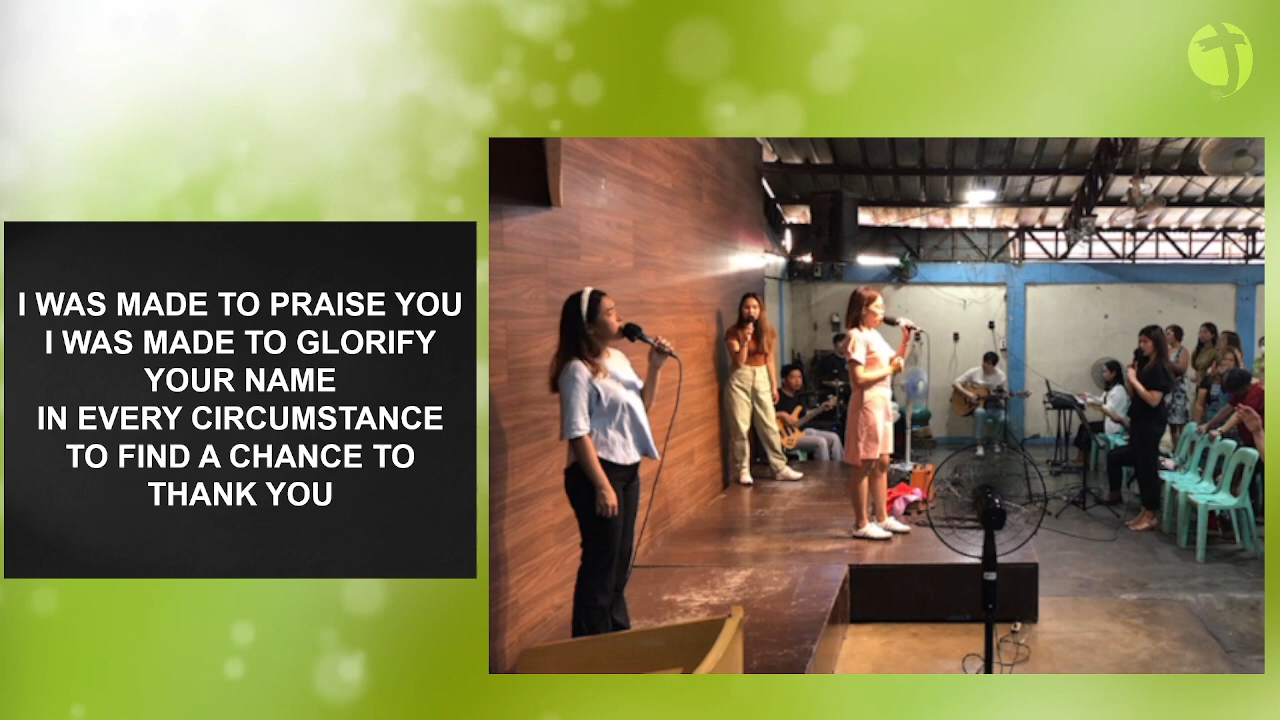 I WAS MADE TO PRAISE YOU
I WAS MADE TO GLORIFY
YOUR NAME
IN EVERY CIRCUMSTANCE
TO FIND A CHANCE TO
THANK YOU